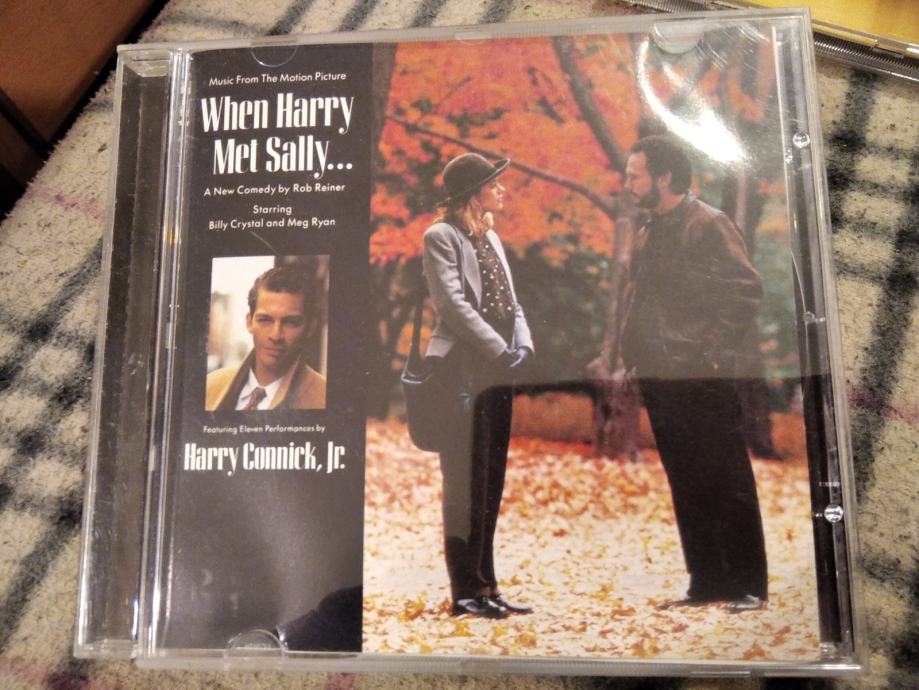 Music From The Motion Picture
When Harry
Met Sally...
A New Comedy by Rob Reiner
Starring
Billy Crystal and Meg Ryan
Featuring Eleven Performances by
Harry Connick, Jr.